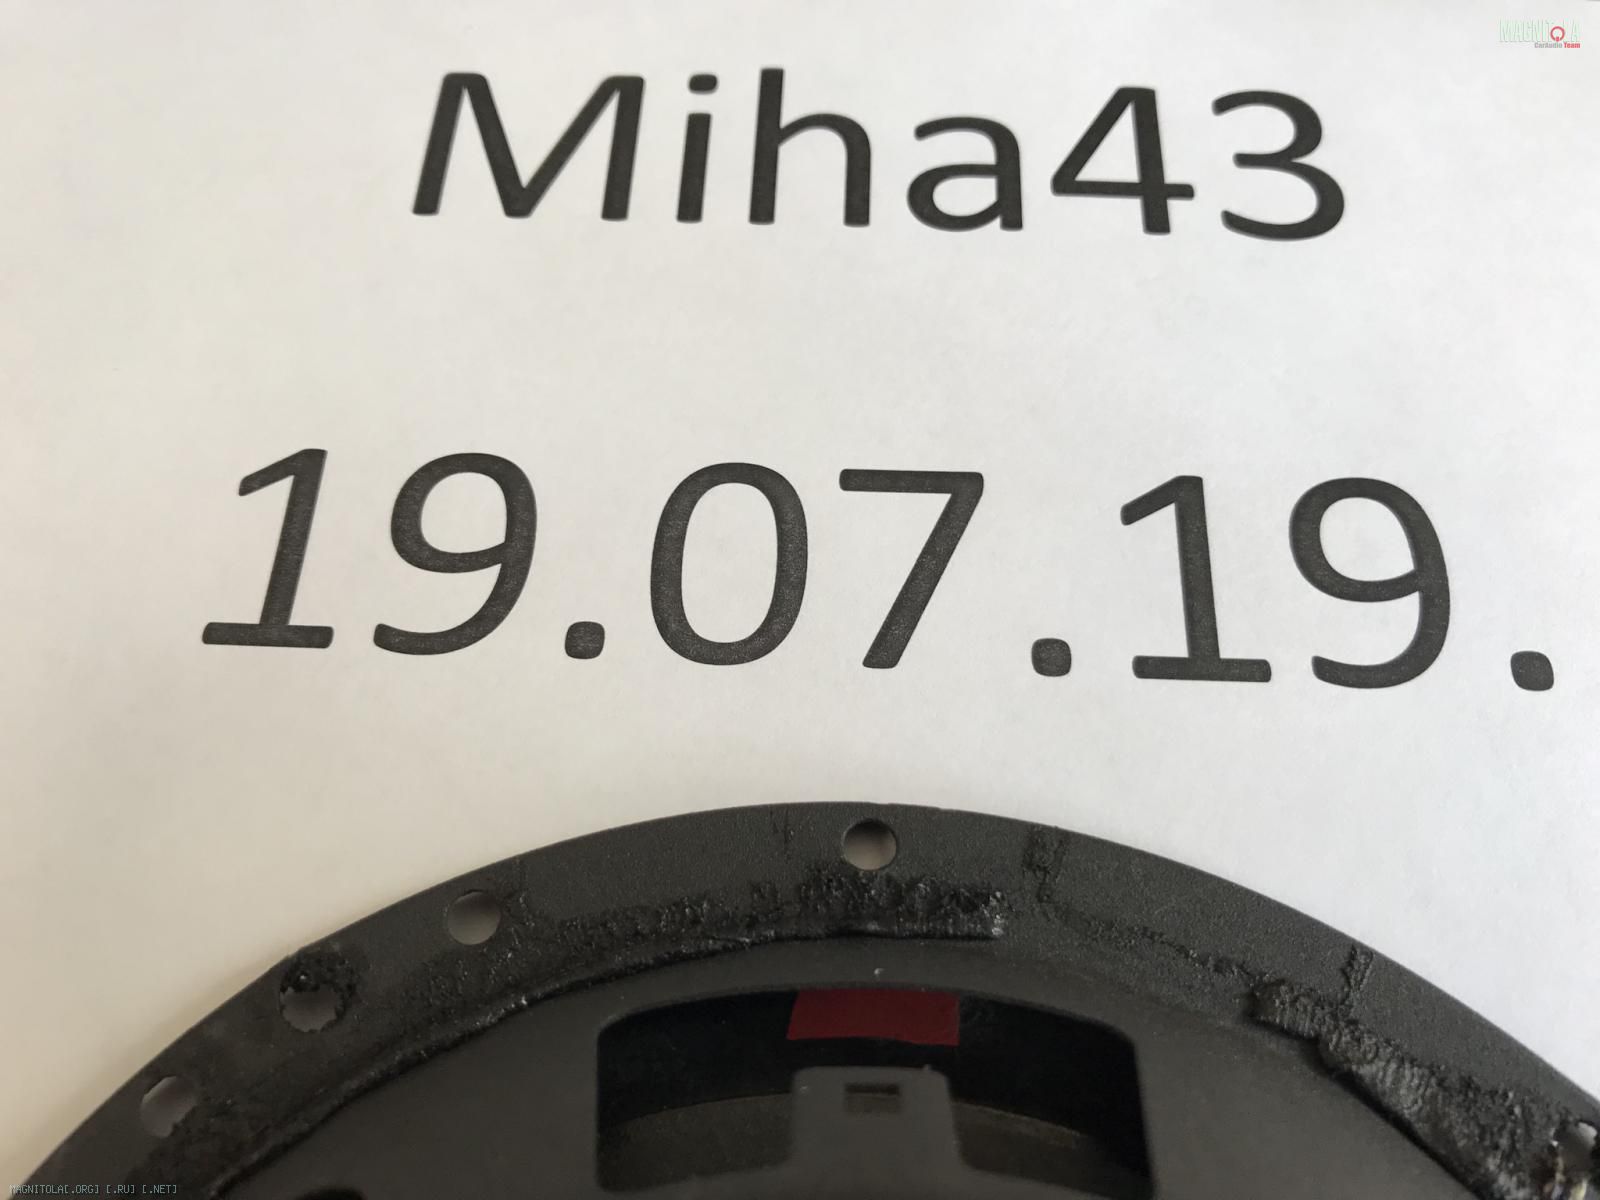 MAGNITOLA
CarAudio Team
Miha43
19.07.19.
MAGNITOLA[.ORG] [.RU] [.NET]